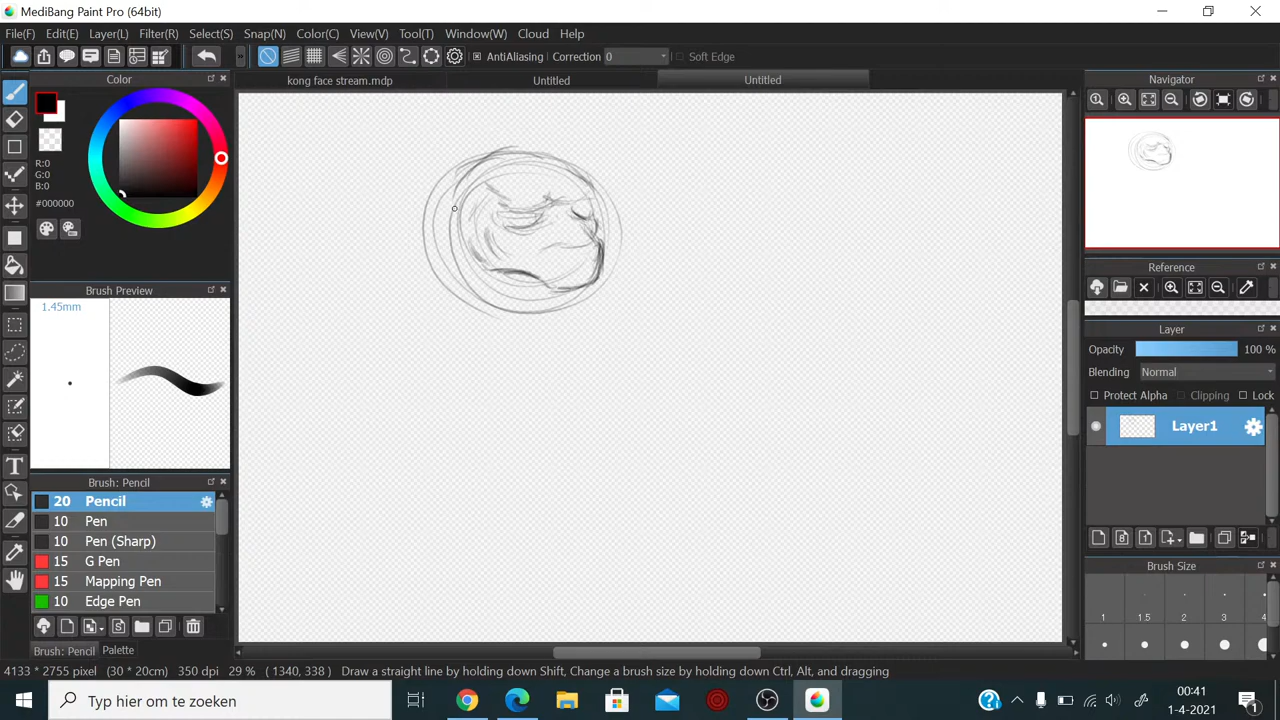 MediBang Paint Pro (64bit)
File(F) Edit(E) Layer(L) Filter(R) Select(S) Snap(N) Color(C) View(V) Tool(T) Window(W) Cloud Help
AntiAliasing Correction 0 Soft Edge
Color
kong face stream.mdp Untitled Untitled
Navigator
R:0
G:0
B:0
#000000
Reference
Brush Preview
1.45mm
Layer
Opacity 100 %
Blending Normal
Protect Alpha Clipping Lock
Layer1
Brush: Pencil
20 Pencil
10 Pen
10 Pen (Sharp)
15 G Pen
15 Mapping Pen
10 Edge Pen
Brush Size
1 1.5 2 3 4
Brush: Pencil Palette
4133 * 2755 pixel (30 * 20cm) 350 dpi 29 % ( 1340, 338 ) Draw a straight line by holding down Shift, Change a brush size by holding down Ctrl, Alt, and dragging
Typ hier om te zoeken
00:41
1-4-2021
1